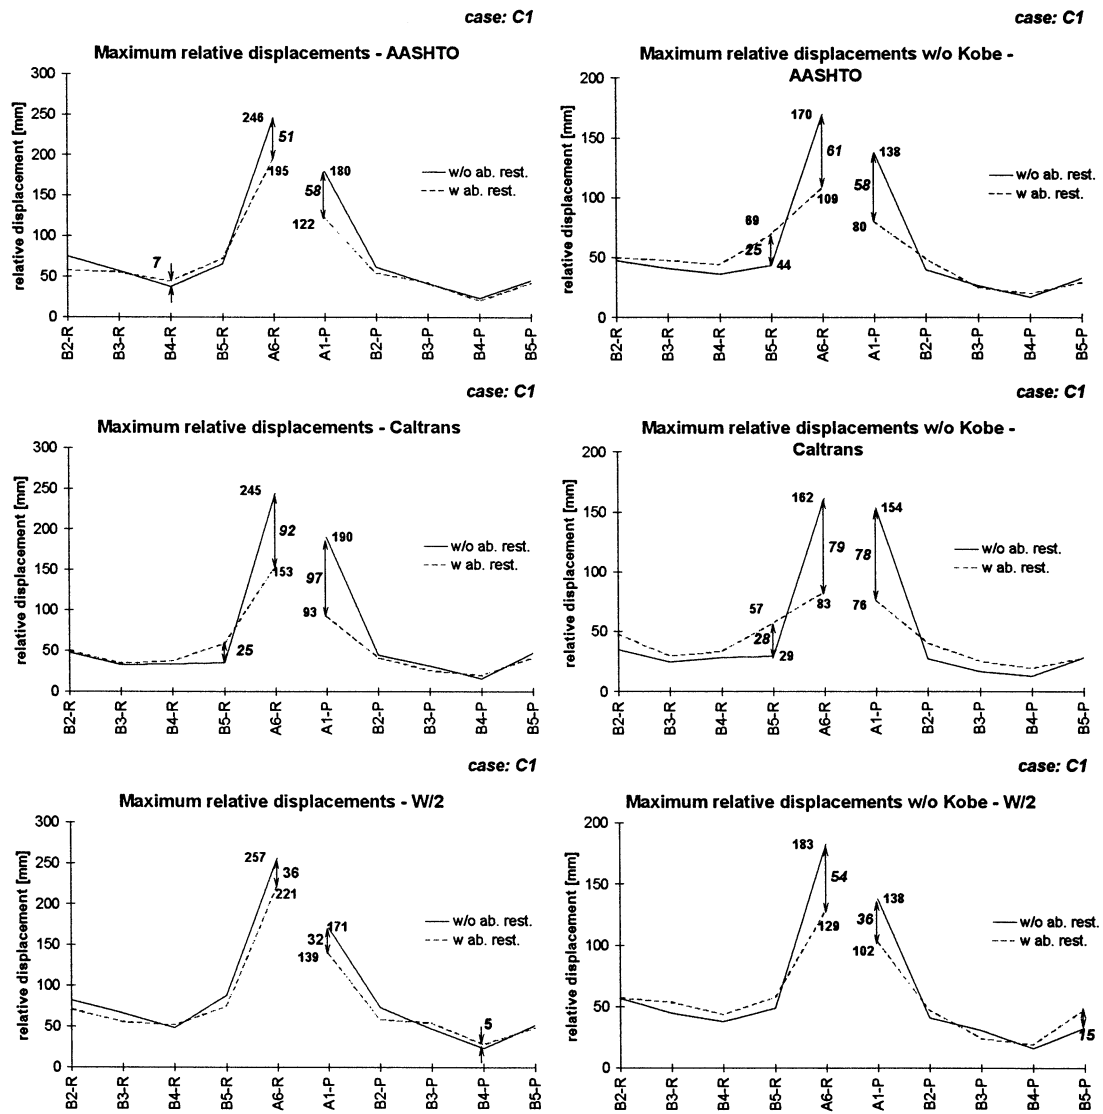 case: C1
Maximum relative displacements - AASHTO
relative displacement [mm]
300
250
200
150
100
50
0
246
51
195
180
58
122
7
w/o ab. rest.
w ab. rest.
B2-R
B3-R
B4-R
B5-R
A6-R
A1-P
B2-P
B3-P
B4-P
B5-P
case: C1
Maximum relative displacements w/o Kobe -
AASHTO
relative displacement [mm]
200
150
100
50
0
170
61
109
138
58
80
69
25
44
w/o ab. rest.
w ab. rest.
B2-R
B3-R
B4-R
B5-R
A6-R
A1-P
B2-P
B3-P
B4-P
B5-P
case: C1
Maximum relative displacements - Caltrans
relative displacement [mm]
300
250
200
150
100
50
0
245
92
153
190
97
93
25
w/o ab. rest.
w ab. rest.
B2-R
B3-R
B4-R
B5-R
A6-R
A1-P
B2-P
B3-P
B4-P
B5-P
case: C1
Maximum relative displacements w/o Kobe -
Caltrans
relative displacement [mm]
200
150
100
50
0
162
79
83
154
78
76
57
28
29
w/o ab. rest.
w ab. rest.
B2-R
B3-R
B4-R
B5-R
A6-R
A1-P
B2-P
B3-P
B4-P
B5-P
case: C1
Maximum relative displacements - W/2
relative displacement [mm]
300
250
200
150
100
50
0
257
36
221
171
32
139
5
w/o ab. rest.
w ab. rest.
B2-R
B3-R
B4-R
B5-R
A6-R
A1-P
B2-P
B3-P
B4-P
B5-P
case: C1
Maximum relative displacements w/o Kobe - W/2
relative displacement [mm]
200
150
100
50
0
183
54
129
138
36
102
15
w/o ab. rest.
w ab. rest.
B2-R
B3-R
B4-R
B5-R
A6-R
A1-P
B2-P
B3-P
B4-P
B5-P